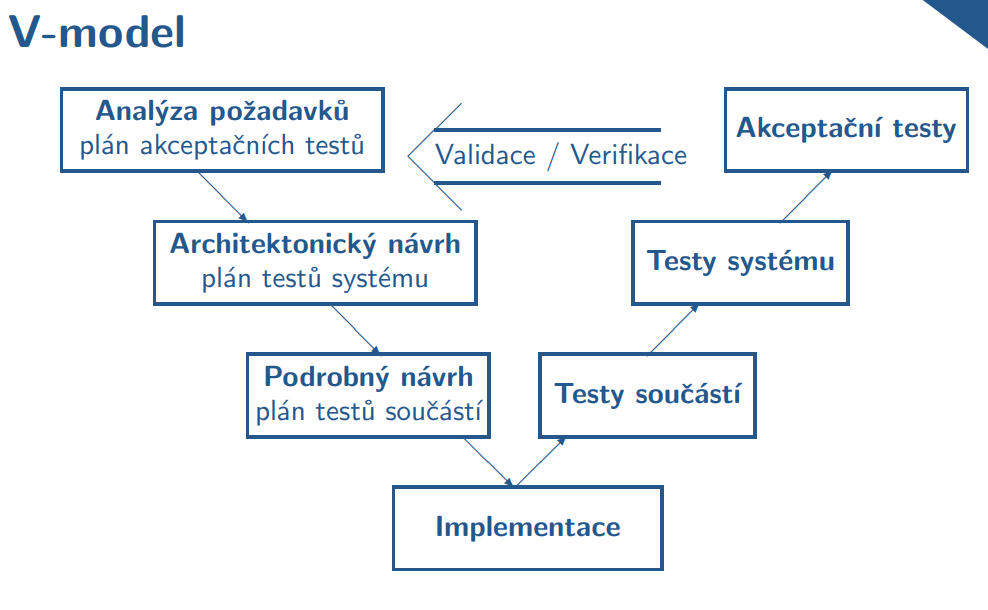 V-model
Analýza požadavků
plán akceptačních testů
Validace / Verifikace
Akceptační testy
Architektonický návrh
plán testů systému
Testy systému
Podrobný návrh
plán testů součástí
Testy součástí
Implementace